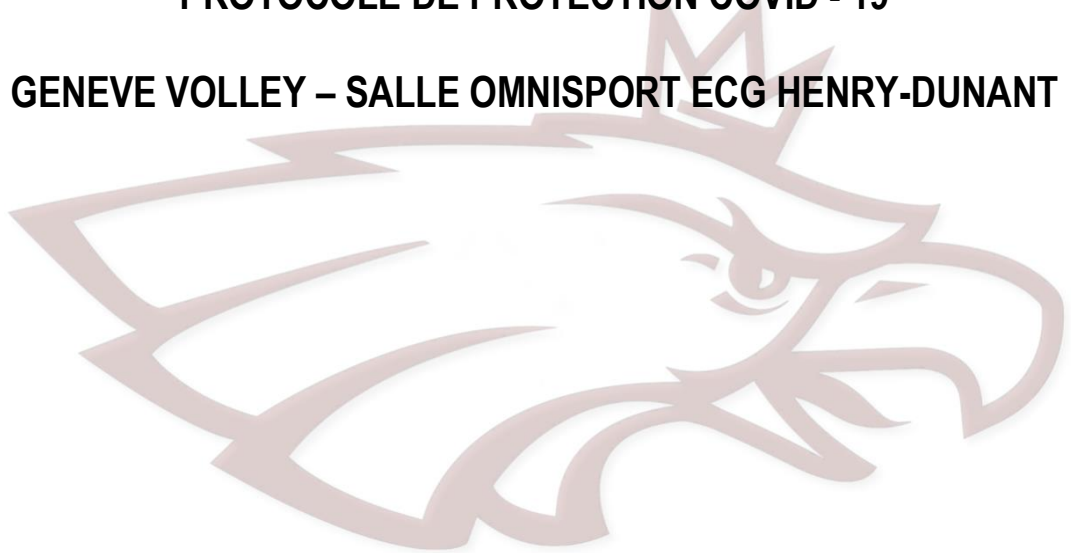 PROTOCOLE DE PROTECTION COVID - 19
GENEVE VOLLEY – SALLE OMNISPORT ECG HENRY-DUNANT